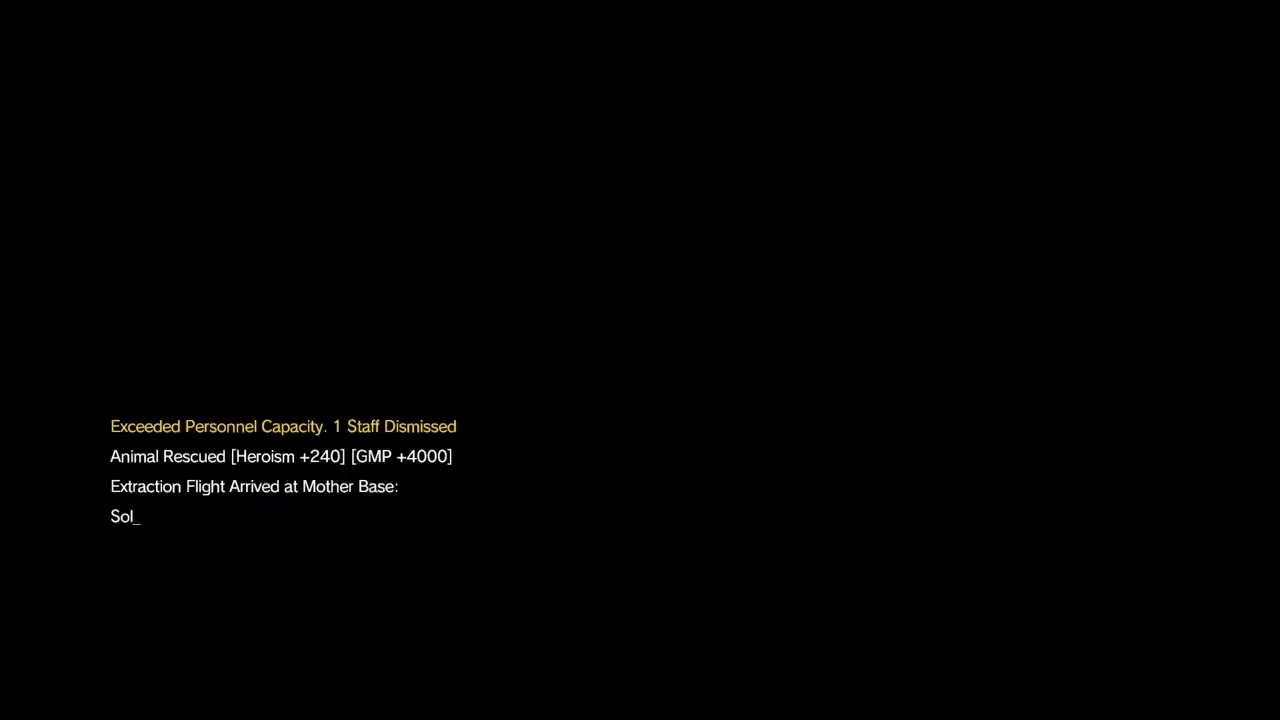 Exceeded Personnel Capacity. 1 Staff Dismissed
Animal Rescued [Heroism +240] [GMP +4000]
Extraction Flight Arrived at Mother Base:
Sol_